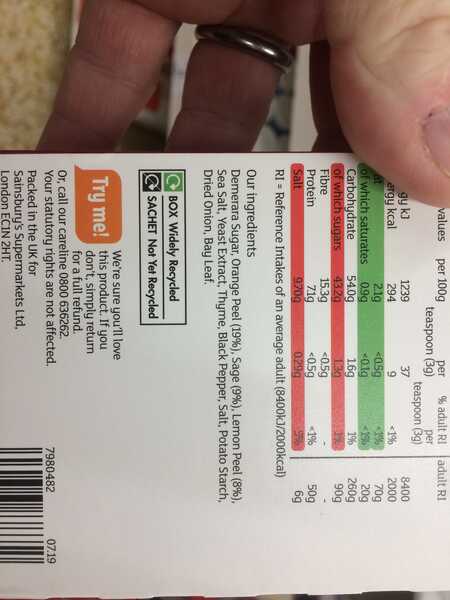 values per 100g per teaspoon (3g) % adult RI per teaspoon (3g) adult RI
gy kJ 1239 37 8400
ergy kcal 294 9 <1% 2000
at 2.1g <0.5g <1% 70g
of which saturates 0.9g <0.1g <1% 20g
Carbohydrate 54.0g 1.6g 1% 260g
of which sugars 43.2g 1.3g 1% 90g
Fibre 15.3g <0.5g - -
Protein 7.1g <0.5g <1% 50g
Salt 9.70g 0.29g 5% 6g
RI = Reference Intakes of an average adult (8400kJ/2000kcal)
Our ingredients
Demerara Sugar, Orange Peel (19%), Sage (9%), Lemon Peel (8%),
Sea Salt, Yeast Extract, Thyme, Black Pepper, Salt, Potato Starch,
Dried Onion, Bay Leaf.
BOX Widely Recycled
SACHET Not Yet Recycled
Try me!
We're sure you'll love
this product. If you
don't, simply return
for a full refund.
Or, call our careline 0800 636262.
Your statutory rights are not affected.
Packed in the UK for
Sainsbury's Supermarkets Ltd,
London EC1N 2HT.
7980482
07.19